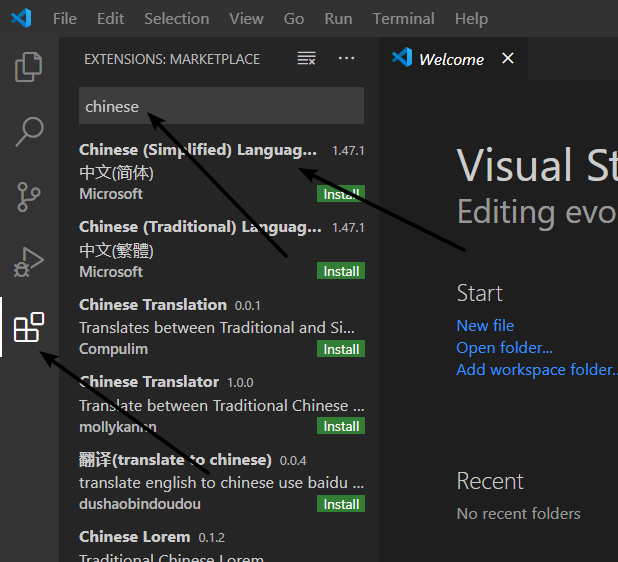 File Edit Selection View Go Run Terminal Help
EXTENSIONS: MARKETPLACE
Welcome
chinese
Chinese (Simplified) Languag... 1.47.1
中文(简体)
Microsoft Install
Chinese (Traditional) Languag... 1.47.1
中文(繁體)
Microsoft Install
Chinese Translation 0.0.1
Translates between Traditional and Si...
Compulim Install
Chinese Translator 1.0.0
Translate between Traditional Chinese ...
mollykannn Install
翻译(translate to chinese) 0.0.4
translate english to chinese use baidu ...
dushaobindoudou Install
Chinese Lorem 0.1.2
Traditional Chinese Lorem
Visual St
Editing evo
Start
New file
Open folder...
Add workspace folder..
Recent
No recent folders